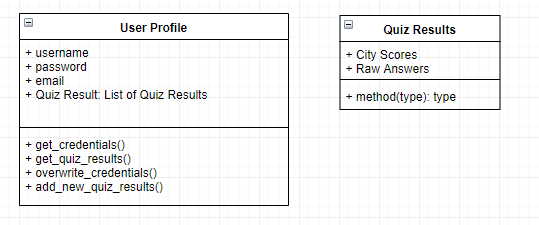 User Profile
+ username
+ password
+ email
+ Quiz Result: List of Quiz Results
+ get_credentials()
+ get_quiz_results()
+ overwrite_credentials()
+ add_new_quiz_results()
Quiz Results
+ City Scores
+ Raw Answers
+ method(type): type